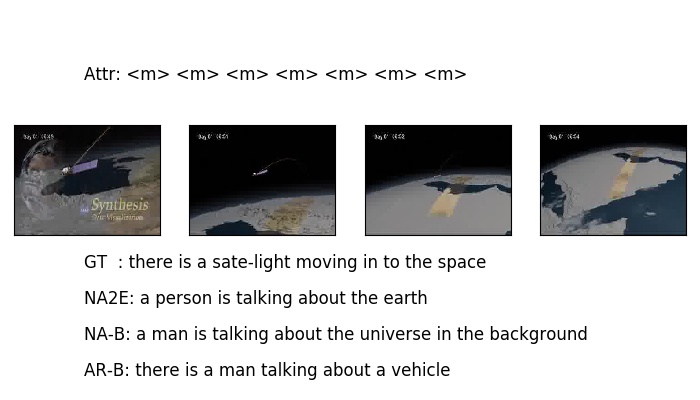 Attr: <m> <m> <m> <m> <m> <m> <m>
Synthesis
GT  : there is a sate-light moving in to the space
NA2E: a person is talking about the earth
NA-B: a man is talking about the universe in the background
AR-B: there is a man talking about a vehicle